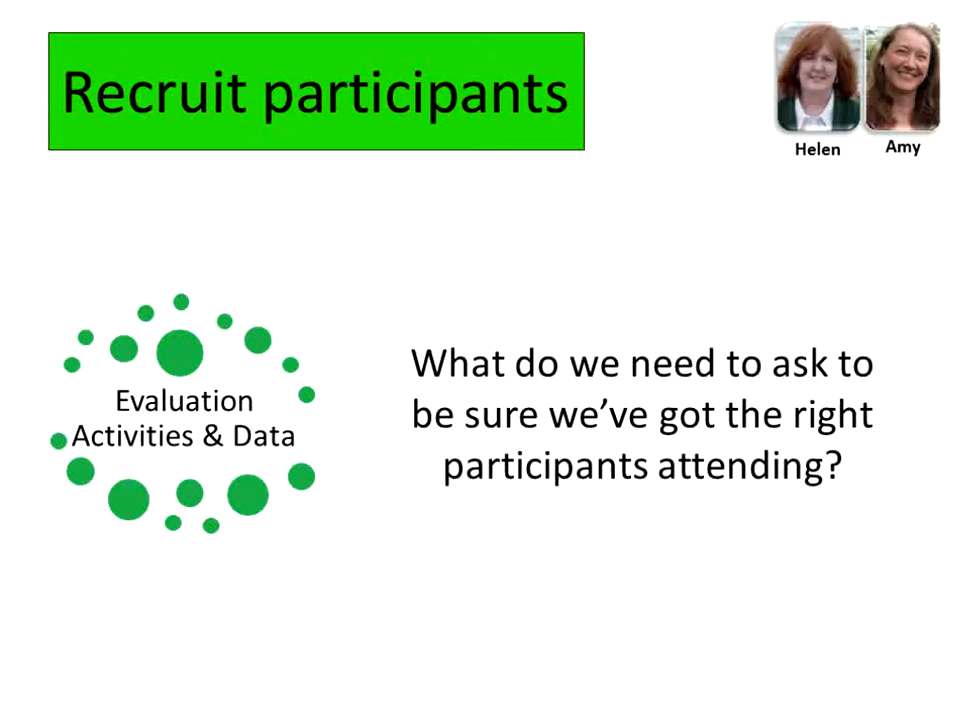 Recruit participants
Helen
Amy
Evaluation
Activities & Data
What do we need to ask to
be sure we’ve got the right
participants attending?